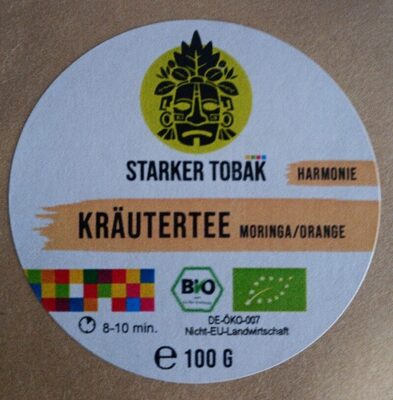 STARKER TOBAK
HARMONIE
KRÄUTERTEE MORINGA/ORANGE
BIO
8-10 min.
DE-ÖKO-007
Nicht-EU-Landwirtschaft
e 100 G